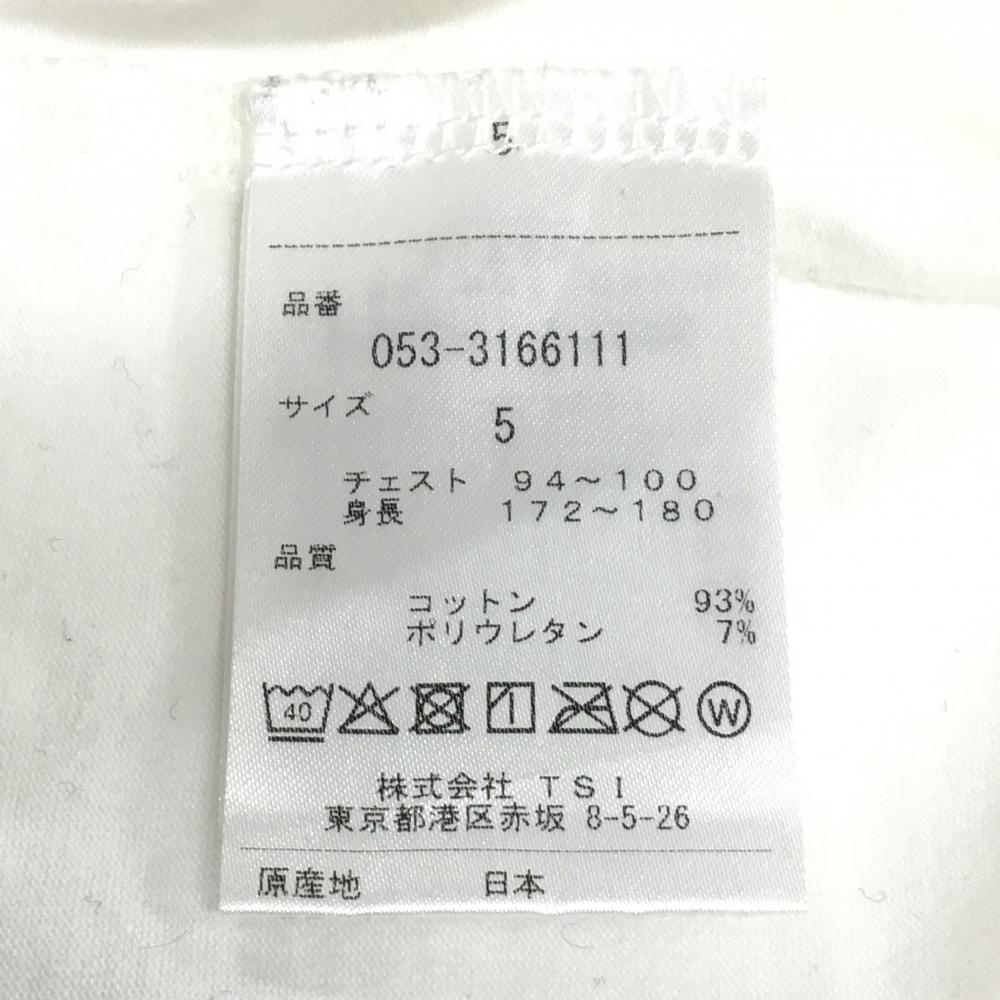 5
品番
053-3166111
サイズ
5
チェスト 94～100
身長 172～180
品質
コットン 93%
ポリウレタン 7%
40 W
株式会社 TSI
東京都港区赤坂 8-5-26
原産地 日本